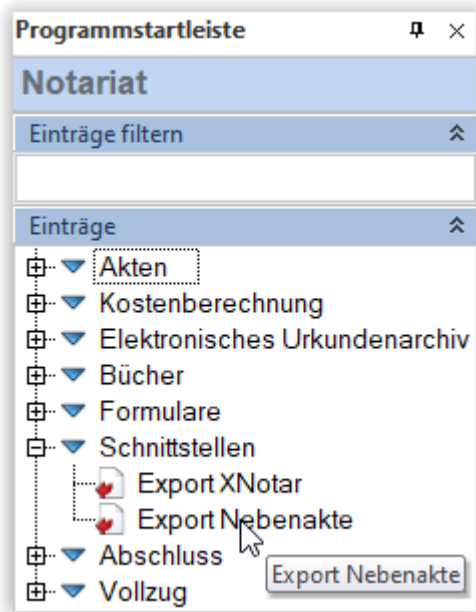 Programmstartleiste
Notariat
Einträge filtern
Einträge
Akten
Kostenberechnung
Elektronisches Urkundenarchiv
Bücher
Formulare
Schnittstellen
Export XNotar
Export Nebenakte
Abschluss
Export Nebenakte
Vollzug